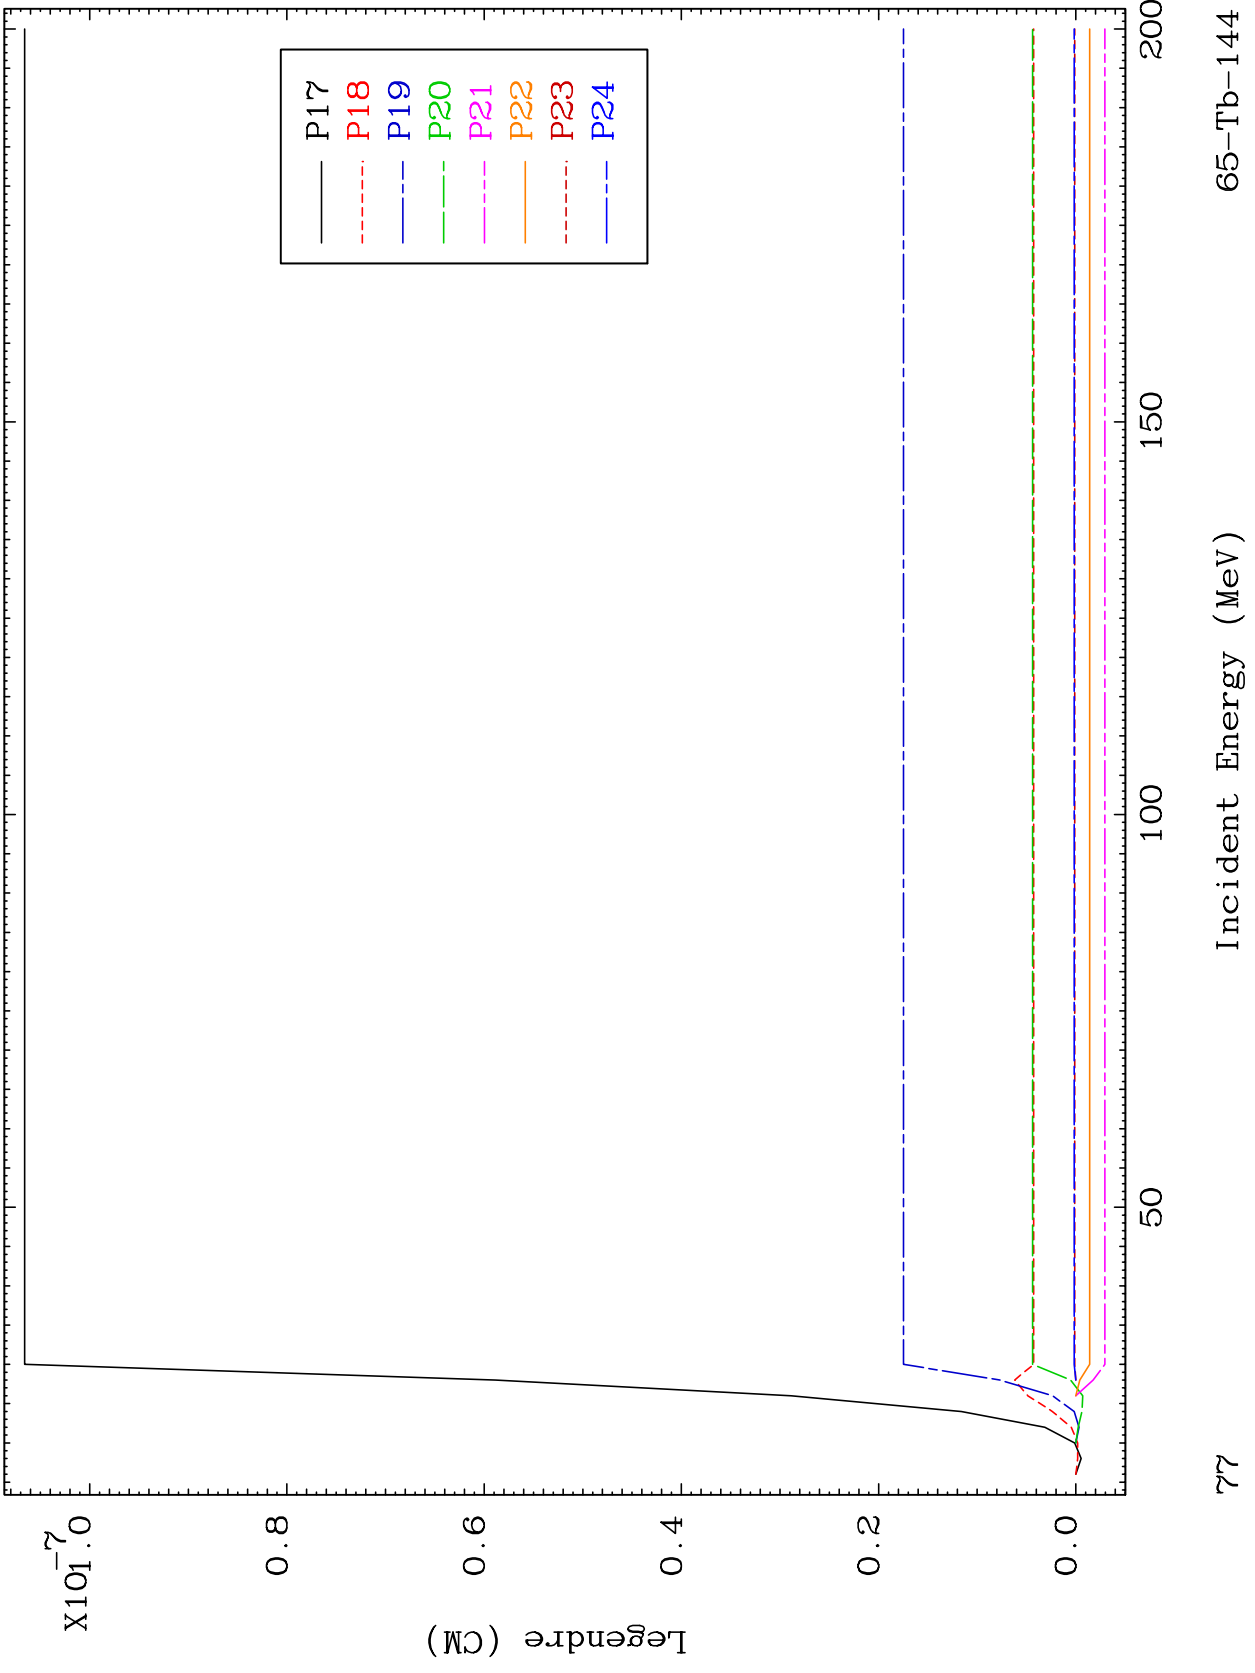 X10-7
1.0
0.8
0.6
0.4
0.2
0.0
Legendre (CM)
P17
P18
P19
P20
P21
P22
P23
P24
50
100
150
200
77
Incident Energy (MeV)
65-Tb-144